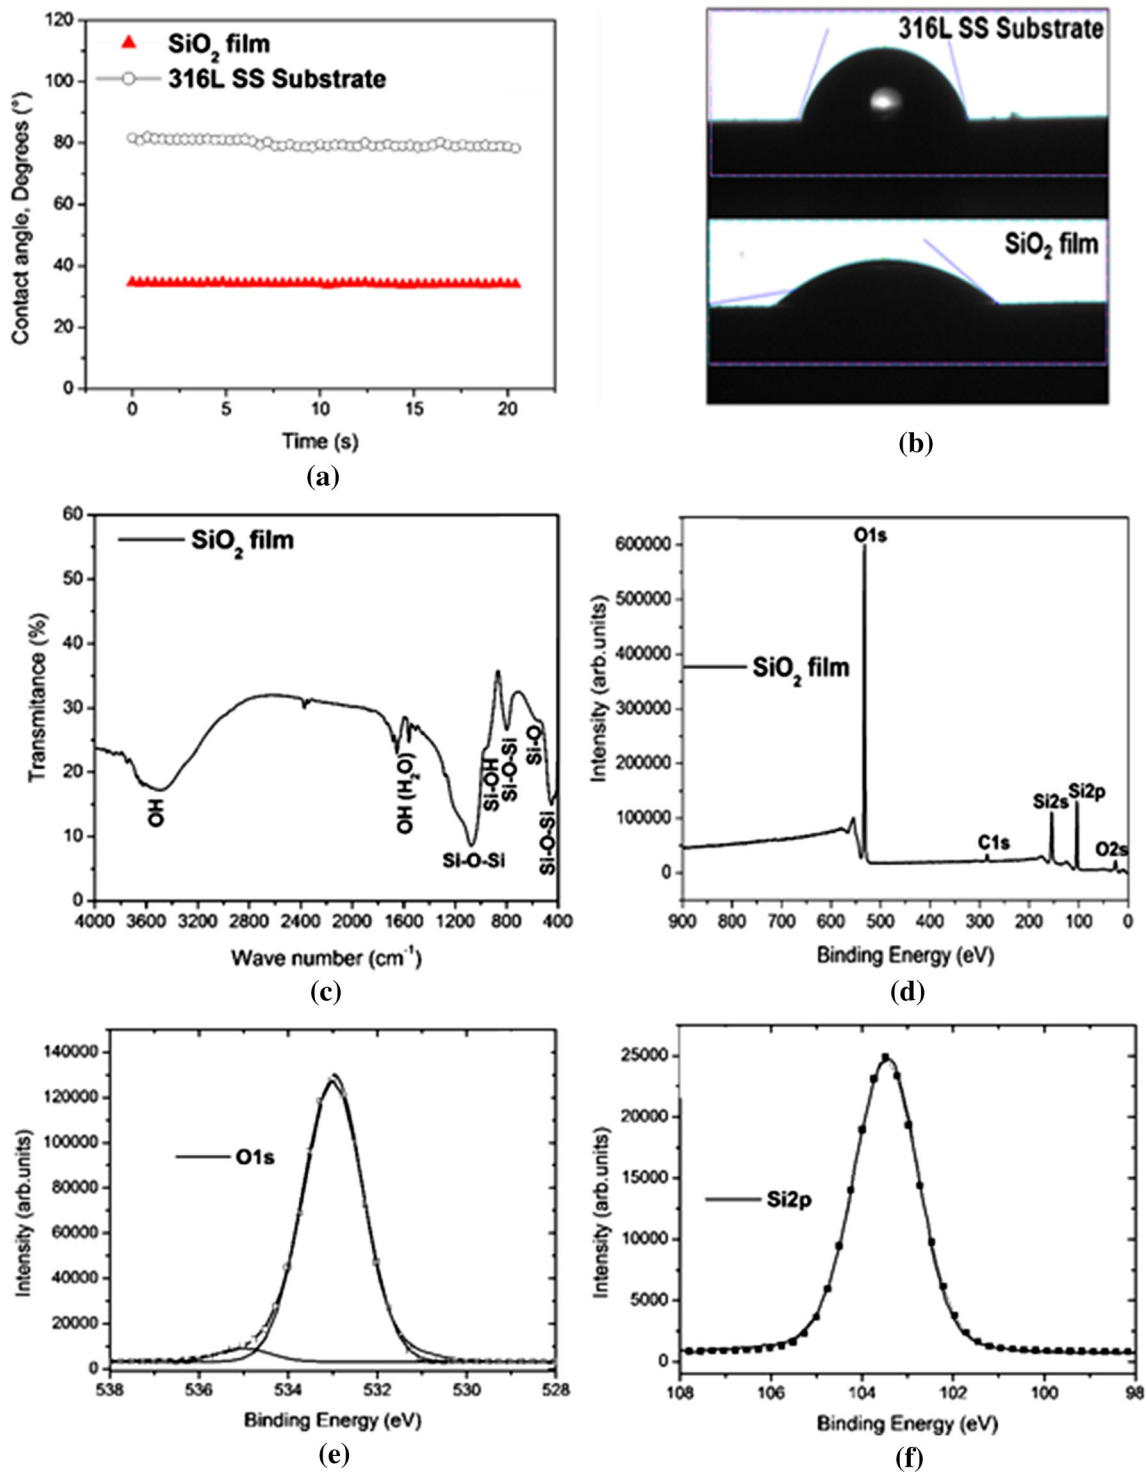 120
100
80
60
40
20
0
Contact angle, Degrees (°)
SiO2 film
316L SS Substrate
0 5 10 15 20
Time (s)
(a)
316L SS Substrate
SiO2 film
(b)
60
50
40
30
20
10
0
Transmitance (%)
SiO2 film
OH
OH (H2O)
Si-O-Si
Si-OH
Si-O-Si
Si-O
Si-O-Si
4000 3600 3200 2800 2400 2000 1600 1200 800 400
Wave number (cm-1)
(c)
600000
500000
400000
300000
200000
100000
0
Intensity (arb.units)
O1s
SiO2 film
C1s
Si2s
Si2p
O2s
900 800 700 600 500 400 300 200 100 0
Binding Energy (eV)
(d)
140000
120000
100000
80000
60000
40000
20000
0
Intensity (arb.units)
O1s
538 536 534 532 530 528
Binding Energy (eV)
(e)
25000
20000
15000
10000
5000
0
Intensity (arb.units)
Si2p
108 106 104 102 100 98
Binding Energy (eV)
(f)